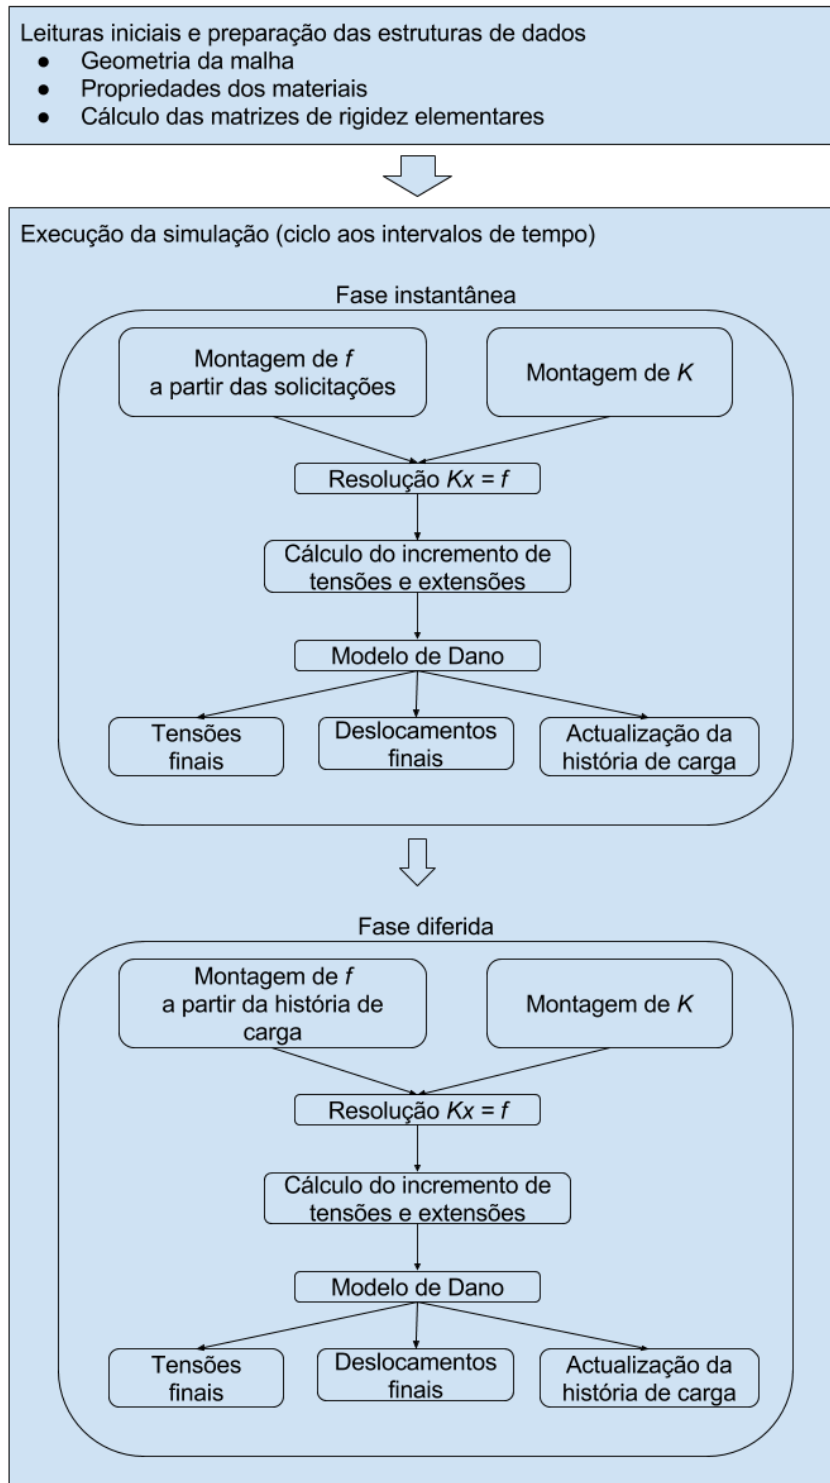 Leituras iniciais e preparação das estruturas de dados
● Geometria da malha
● Propriedades dos materiais
● Cálculo das matrizes de rigidez elementares
Execução da simulação (ciclo aos intervalos de tempo)
Fase instantânea
Montagem de f
a partir das solicitações
Montagem de K
Resolução Kx = f
Cálculo do incremento de
tensões e extensões
Modelo de Dano
Tensões
finais
Deslocamentos
finais
Actualização da
história de carga
Fase diferida
Montagem de f
a partir da história de
carga
Montagem de K
Resolução Kx = f
Cálculo do incremento de
tensões e extensões
Modelo de Dano
Tensões
finais
Deslocamentos
finais
Actualização da
história de carga